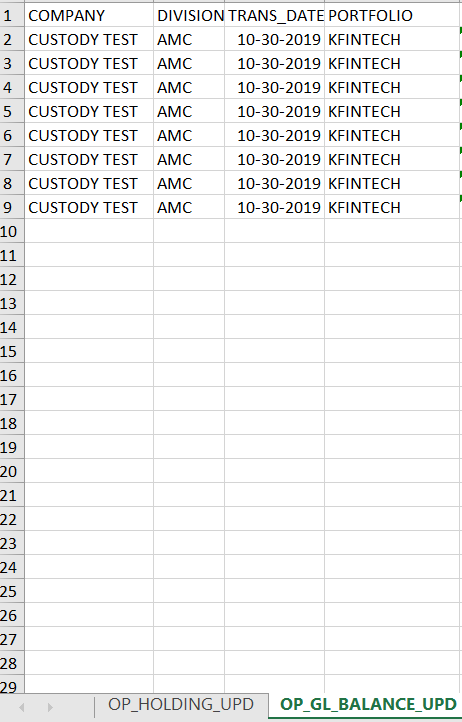 1 COMPANY DIVISION TRANS_DATE PORTFOLIO
2 CUSTODY TEST AMC 10-30-2019 KFINTECH
3 CUSTODY TEST AMC 10-30-2019 KFINTECH
4 CUSTODY TEST AMC 10-30-2019 KFINTECH
5 CUSTODY TEST AMC 10-30-2019 KFINTECH
6 CUSTODY TEST AMC 10-30-2019 KFINTECH
7 CUSTODY TEST AMC 10-30-2019 KFINTECH
8 CUSTODY TEST AMC 10-30-2019 KFINTECH
9 CUSTODY TEST AMC 10-30-2019 KFINTECH
10
11
12
13
14
15
16
17
18
19
20
21
22
23
24
25
26
27
28
29
OP_HOLDING_UPD OP_GL_BALANCE_UPD